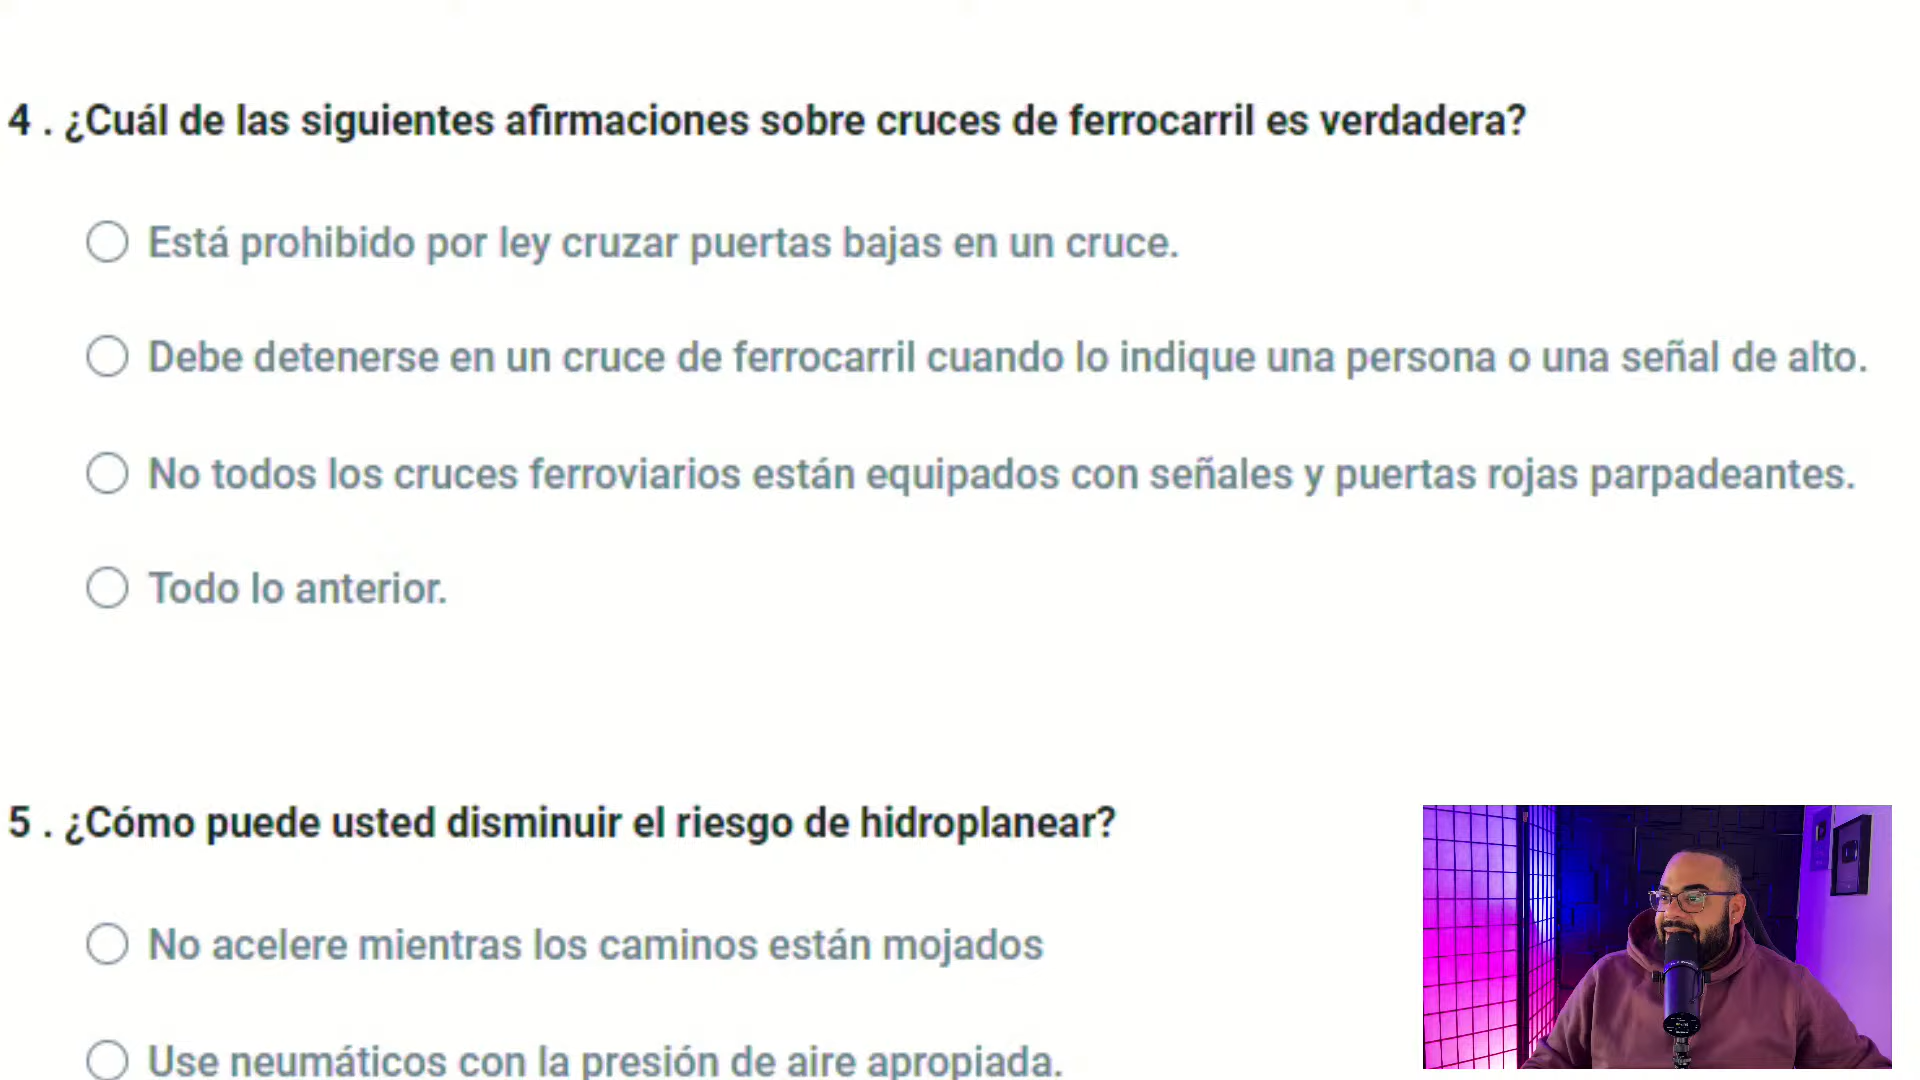 4 . ¿Cuál de las siguientes afirmaciones sobre cruces de ferrocarril es verdadera?
Está prohibido por ley cruzar puertas bajas en un cruce.
Debe detenerse en un cruce de ferrocarril cuando lo indique una persona o una señal de alto.
No todos los cruces ferroviarios están equipados con señales y puertas rojas parpadeantes.
Todo lo anterior.
5 . ¿Cómo puede usted disminuir el riesgo de hidroplanear?
No acelere mientras los caminos están mojados
Use neumáticos con la presión de aire apropiada.